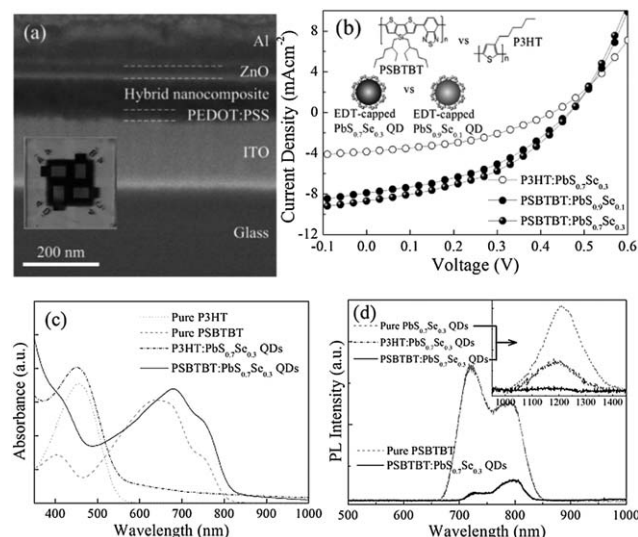 (a)
Al
ZnO
Hybrid nanocomposite
PEDOT:PSS
ITO
200 nm
Glass
(b)
Current Density (mAcm⁻²)
8
4
0
-4
-8
-12
-0.1 0.0 0.1 0.2 0.3 0.4 0.5 0.6
Voltage (V)
PSBTBT
vs
P3HT
EDT-capped
PbS₀.₇Se₀.₃ QD
vs
EDT-capped
PbS₀.₉Se₀.₁ QD
P3HT:PbS₀.₇Se₀.₃
PSBTBT:PbS₀.₉Se₀.₁
PSBTBT:PbS₀.₇Se₀.₃
(c)
Pure P3HT
Pure PSBTBT
P3HT:PbS₀.₇Se₀.₃ QDs
PSBTBT:PbS₀.₇Se₀.₃ QDs
Absorbance (a.u.)
400 500 600 700 800 900 1000
Wavelength (nm)
(d)
Pure PbS₀.₇Se₀.₃ QDs
P3HT:PbS₀.₇Se₀.₃ QDs
PSBTBT:PbS₀.₇Se₀.₃ QDs
1000 1100 1200 1300 1400
Pure PSBTBT
PSBTBT:PbS₀.₇Se₀.₃ QDs
PL Intensity (a.u.)
500 600 700 800 900 1000
Wavelength (nm)